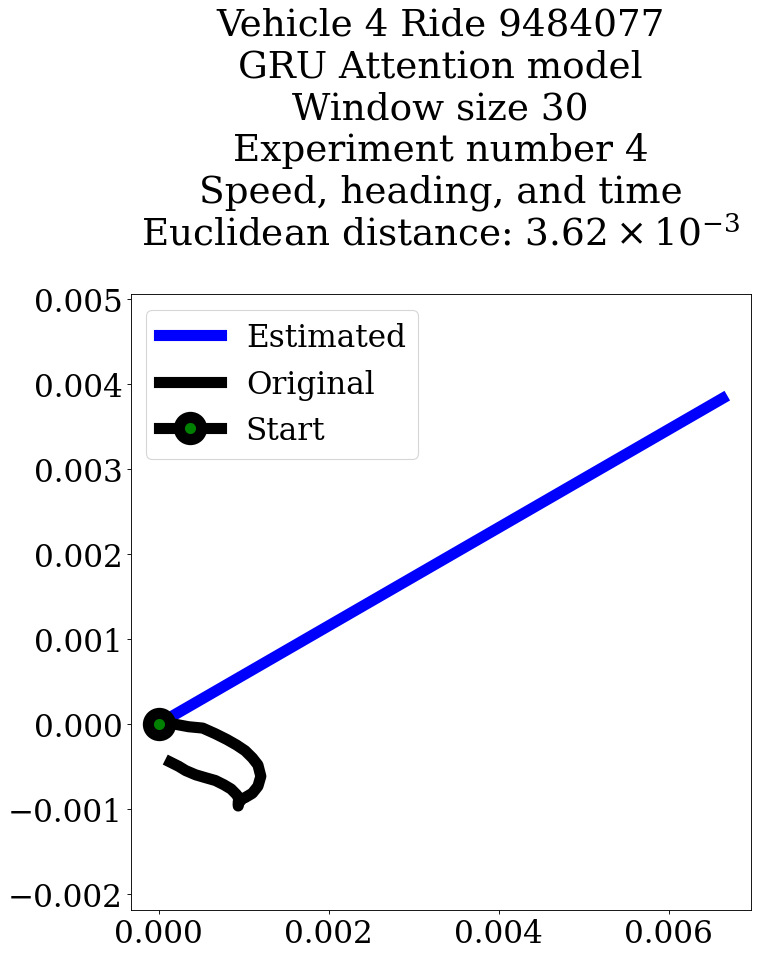 Vehicle 4 Ride 9484077
GRU Attention model
Window size 30
Experiment number 4
Speed, heading, and time
Euclidean distance: 3.62 × 10⁻³
0.005
0.004
0.003
0.002
0.001
0.000
−0.001
−0.002
Estimated
Original
Start
0.000 0.002 0.004 0.006